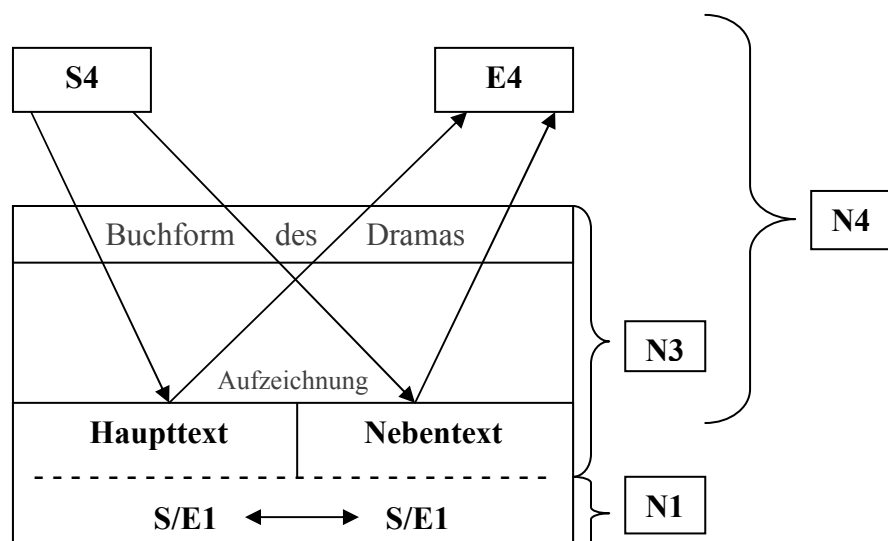 S4 E4
N4
Buchform des Dramas
N3
Aufzeichnung
Haupttext Nebentext
N1
S/E1 S/E1